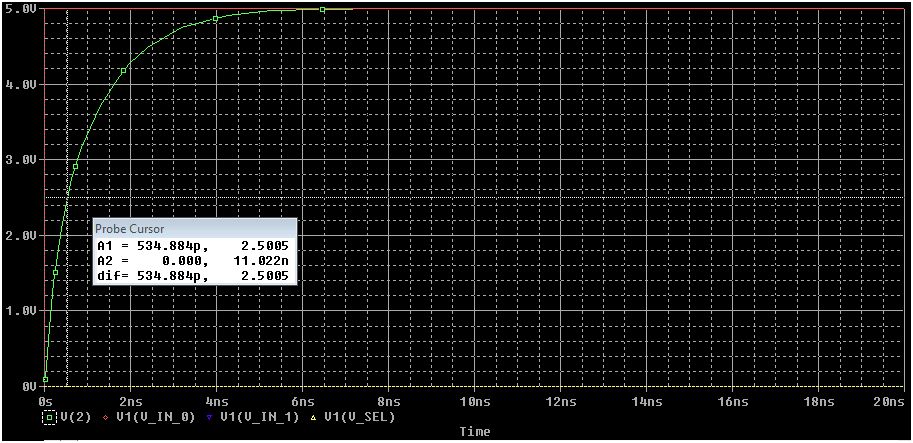 5.0V
4.0V
3.0V
2.0V
1.0V
0V
Probe Cursor
A1 = 534.884p, 2.5005
A2 = 0.000, 11.022n
dif= 534.884p, 2.5005
0s 2ns 4ns 6ns 8ns 10ns 12ns 14ns 16ns 18ns 20ns
V(2) V1(V_IN_0) V1(V_IN_1) V1(V_SEL)
Time